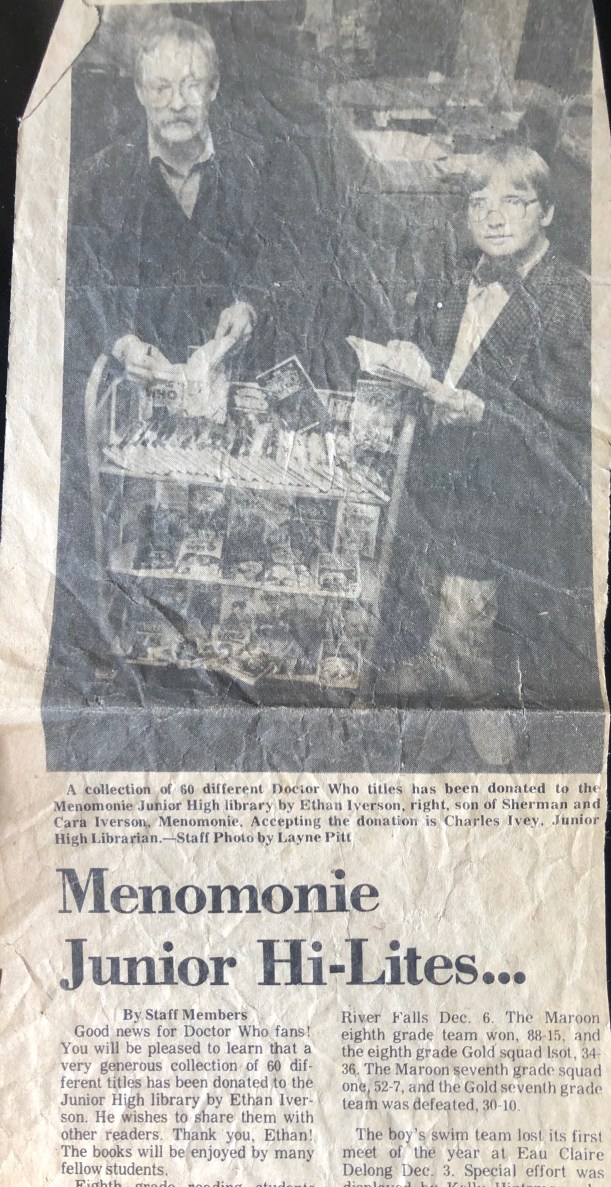 WHO
A collection of 60 different Doctor Who titles has been donated to the
Menomonie Junior High library by Ethan Iverson, right, son of Sherman and
Cara Iverson, Menomonie. Accepting the donation is Charles Ivey, Junior
High Librarian.—Staff Photo by Layne Pitt
Menomonie
Junior Hi-Lites...
By Staff Members
Good news for Doctor Who fans!
You will be pleased to learn that a
very generous collection of 60 dif-
ferent titles has been donated to the
Junior High library by Ethan Iver-
son. He wishes to share them with
other readers. Thank you, Ethan!
The books will be enjoyed by many
fellow students.
Eighth grade reading students
River Falls Dec. 6. The Maroon
eighth grade team won, 88-15, and
the eighth grade Gold squad lsot, 34-
36. The Maroon seventh grade squad
one, 52-7, and the Gold seventh grade
team was defeated, 30-10.
The boy's swim team lost its first
meet of the year at Eau Claire
Delong Dec. 3. Special effort was
displayed by Kelly